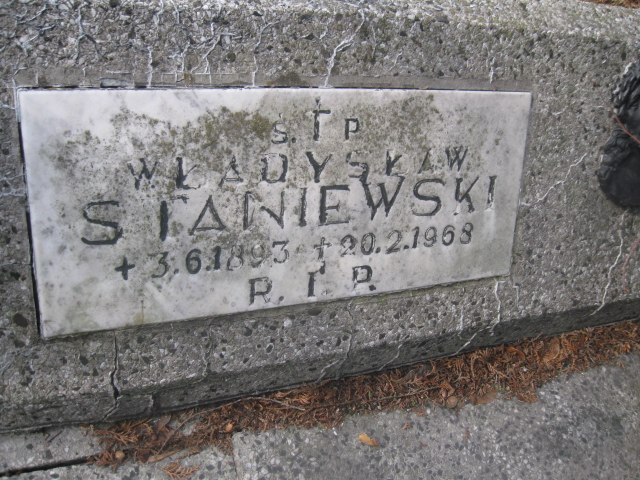 Ś.†P
WŁADYSŁAW
STANIEWSKI
+3.6.1893 †20.2.1968
R.I.P.